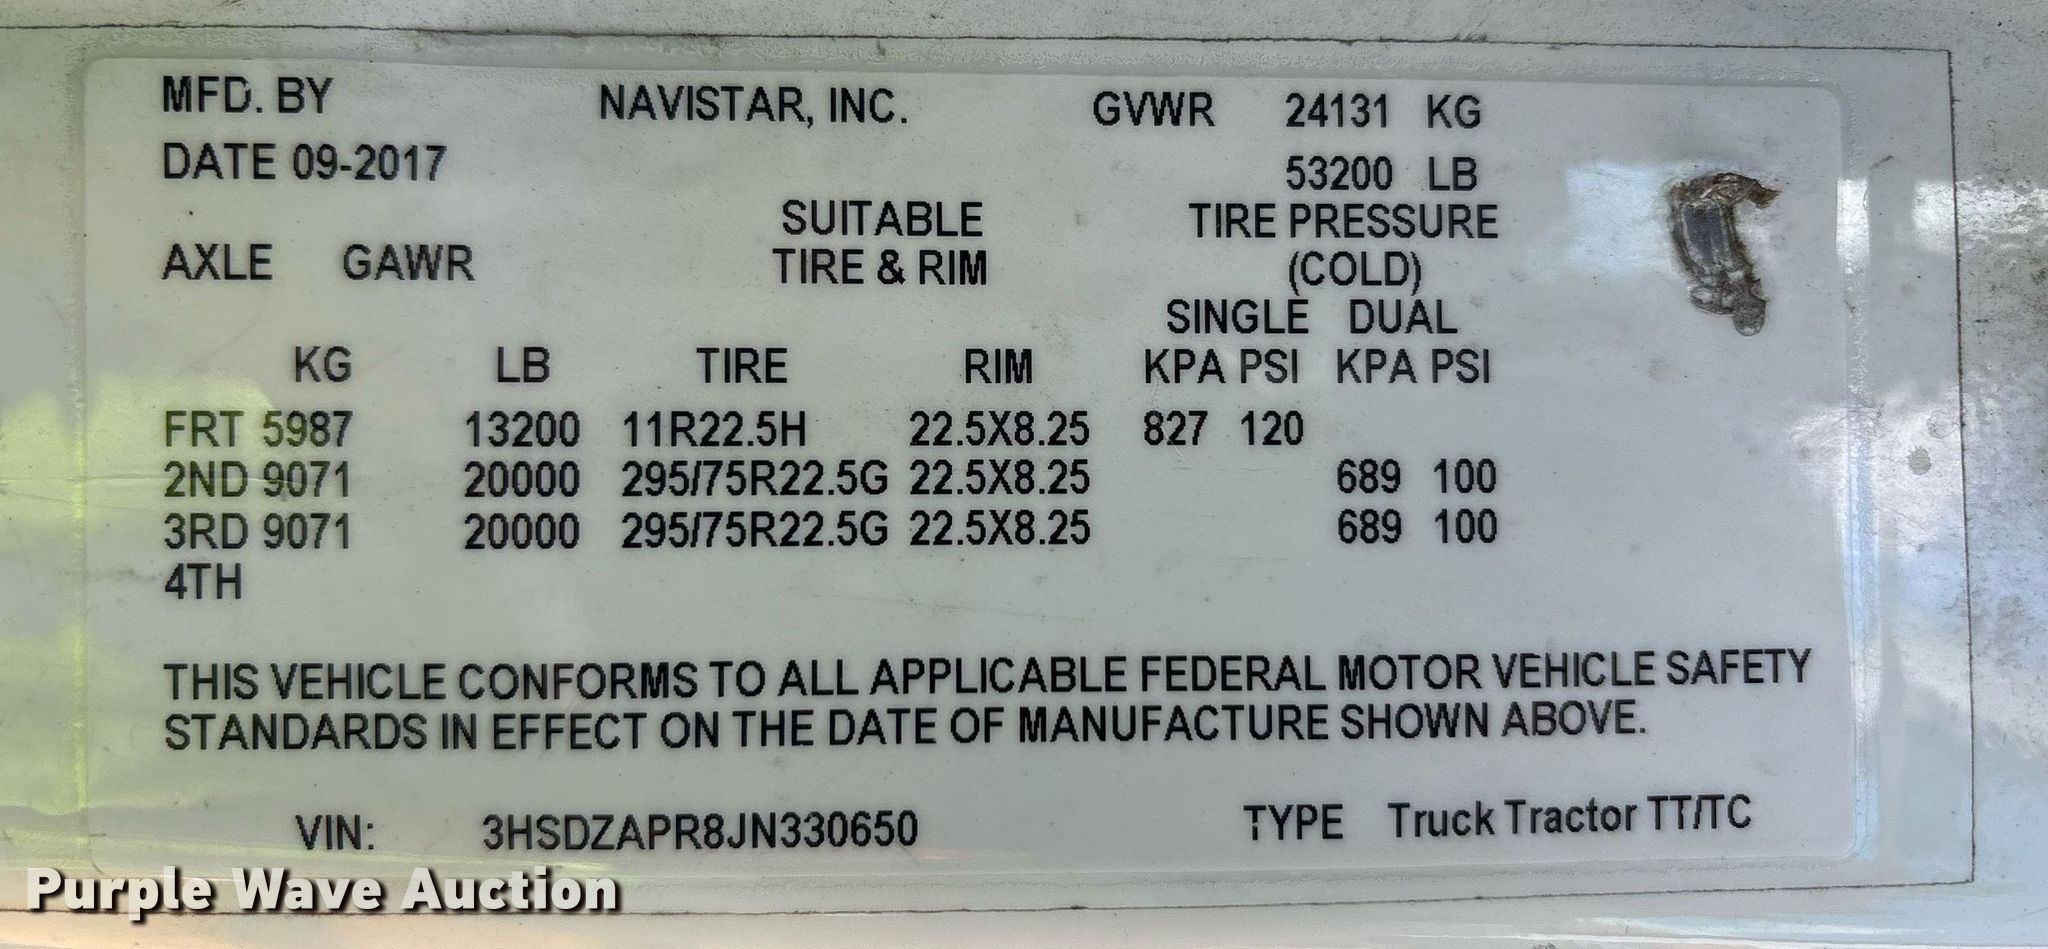 MFD. BY NAVISTAR, INC. GVWR 24131 KG
DATE 09-2017 53200 LB
SUITABLE TIRE PRESSURE
AXLE GAWR TIRE & RIM (COLD)
SINGLE DUAL
KG LB TIRE RIM KPA PSI KPA PSI
FRT 5987 13200 11R22.5H 22.5X8.25 827 120
2ND 9071 20000 295/75R22.5G 22.5X8.25 689 100
3RD 9071 20000 295/75R22.5G 22.5X8.25 689 100
4TH
THIS VEHICLE CONFORMS TO ALL APPLICABLE FEDERAL MOTOR VEHICLE SAFETY
STANDARDS IN EFFECT ON THE DATE OF MANUFACTURE SHOWN ABOVE.
VIN: 3HSDZAPR8JN330650 TYPE Truck Tractor TT/TC
Purple Wave Auction